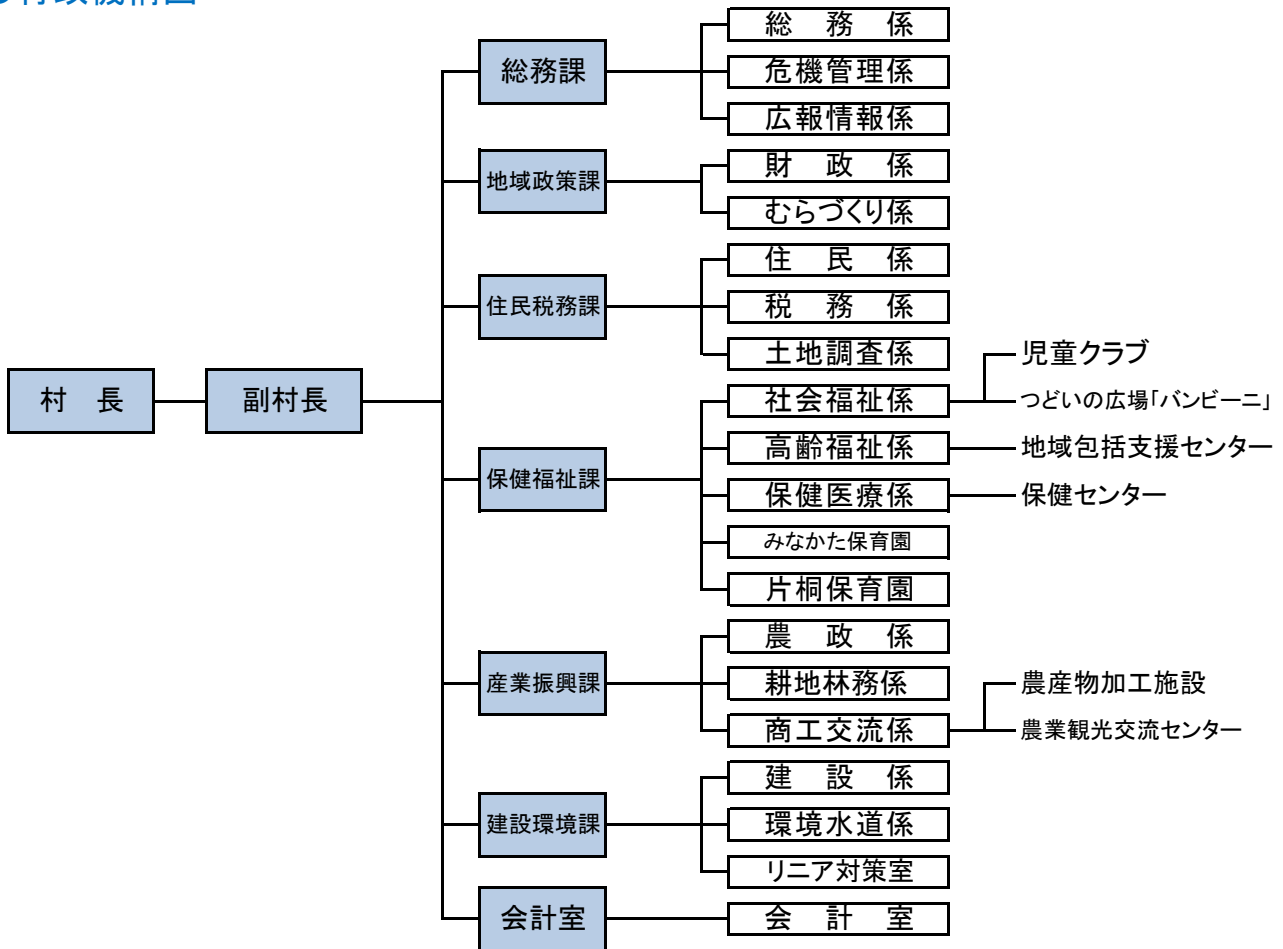 行政機構図
総務課
総 務 係
危機管理係
広報情報係
地域政策課
財 政 係
むらづくり係
住民税務課
住 民 係
税 務 係
土地調査係
村 長
副村長
保健福祉課
社会福祉係
児童クラブ
つどいの広場「バンビーニ」
高齢福祉係
地域包括支援センター
保健医療係
保健センター
みなかた保育園
片桐保育園
産業振興課
農 政 係
耕地林務係
商工交流係
農産物加工施設
農業観光交流センター
建設環境課
建 設 係
環境水道係
リニア対策室
会計室
会 計 室